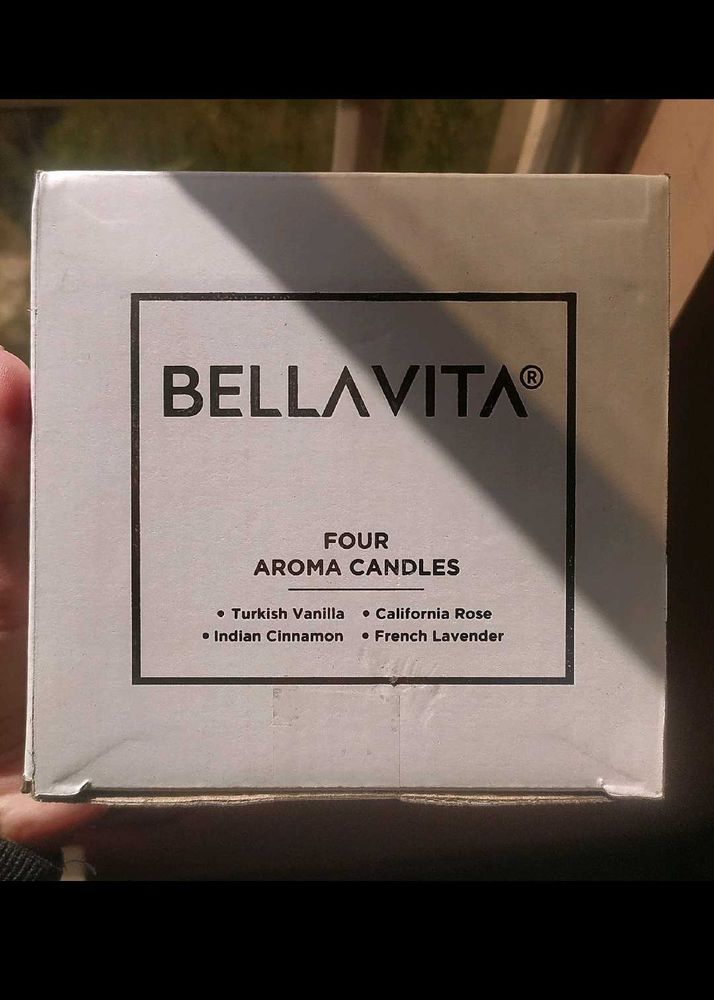 BELLAVITA®
FOUR
AROMA CANDLES
• Turkish Vanilla • California Rose
• Indian Cinnamon • French Lavender